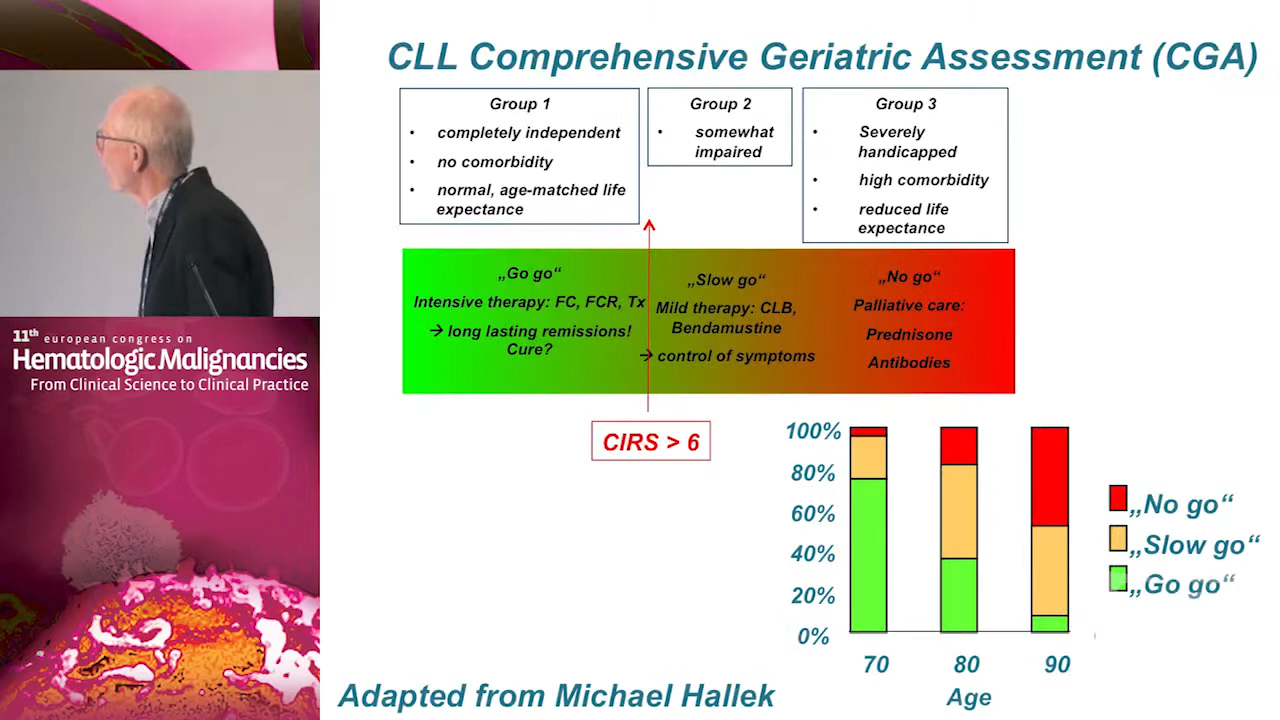 CLL Comprehensive Geriatric Assessment (CGA)
Group 1
• completely independent
• no comorbidity
• normal, age-matched life
expectance
Group 2
• somewhat
impaired
Group 3
• Severely
handicapped
• high comorbidity
• reduced life
expectance
„Go go“
Intensive therapy: FC, FCR, Tx
→ long lasting remissions!
Cure?
„Slow go“
Mild therapy: CLB,
Bendamustine
→ control of symptoms
„No go“
Palliative care:
Prednisone
Antibodies
CIRS > 6
100%
80%
60%
40%
20%
0%
70 80 90
Age
„No go“
„Slow go“
„Go go“
Adapted from Michael Hallek
11th european congress on
Hematologic Malignancies
From Clinical Science to Clinical Practice